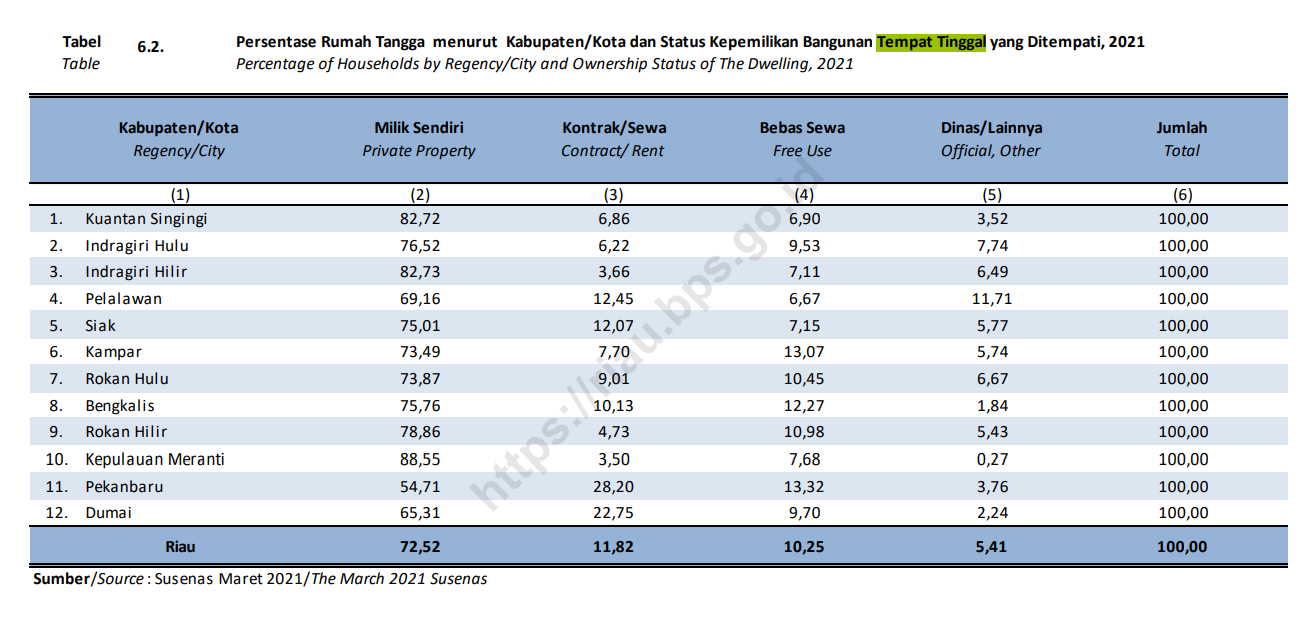 Tabel 6.2. Persentase Rumah Tangga menurut Kabupaten/Kota dan Status Kepemilikan Bangunan Tempat Tinggal yang Ditempati, 2021
Table Percentage of Households by Regency/City and Ownership Status of The Dwelling, 2021
Kabupaten/Kota Milik Sendiri Kontrak/Sewa Bebas Sewa Dinas/Lainnya Jumlah
Regency/City Private Property Contract/ Rent Free Use Official, Other Total
(1) (2) (3) (4) (5) (6)
1. Kuantan Singingi 82,72 6,86 6,90 3,52 100,00
2. Indragiri Hulu 76,52 6,22 9,53 7,74 100,00
3. Indragiri Hilir 82,73 3,66 7,11 6,49 100,00
4. Pelalawan 69,16 12,45 6,67 11,71 100,00
5. Siak 75,01 12,07 7,15 5,77 100,00
6. Kampar 73,49 7,70 13,07 5,74 100,00
7. Rokan Hulu 73,87 9,01 10,45 6,67 100,00
8. Bengkalis 75,76 10,13 12,27 1,84 100,00
9. Rokan Hilir 78,86 4,73 10,98 5,43 100,00
10. Kepulauan Meranti 88,55 3,50 7,68 0,27 100,00
11. Pekanbaru 54,71 28,20 13,32 3,76 100,00
12. Dumai 65,31 22,75 9,70 2,24 100,00
Riau 72,52 11,82 10,25 5,41 100,00
Sumber/Source : Susenas Maret 2021/The March 2021 Susenas
https://riau.bps.go.id